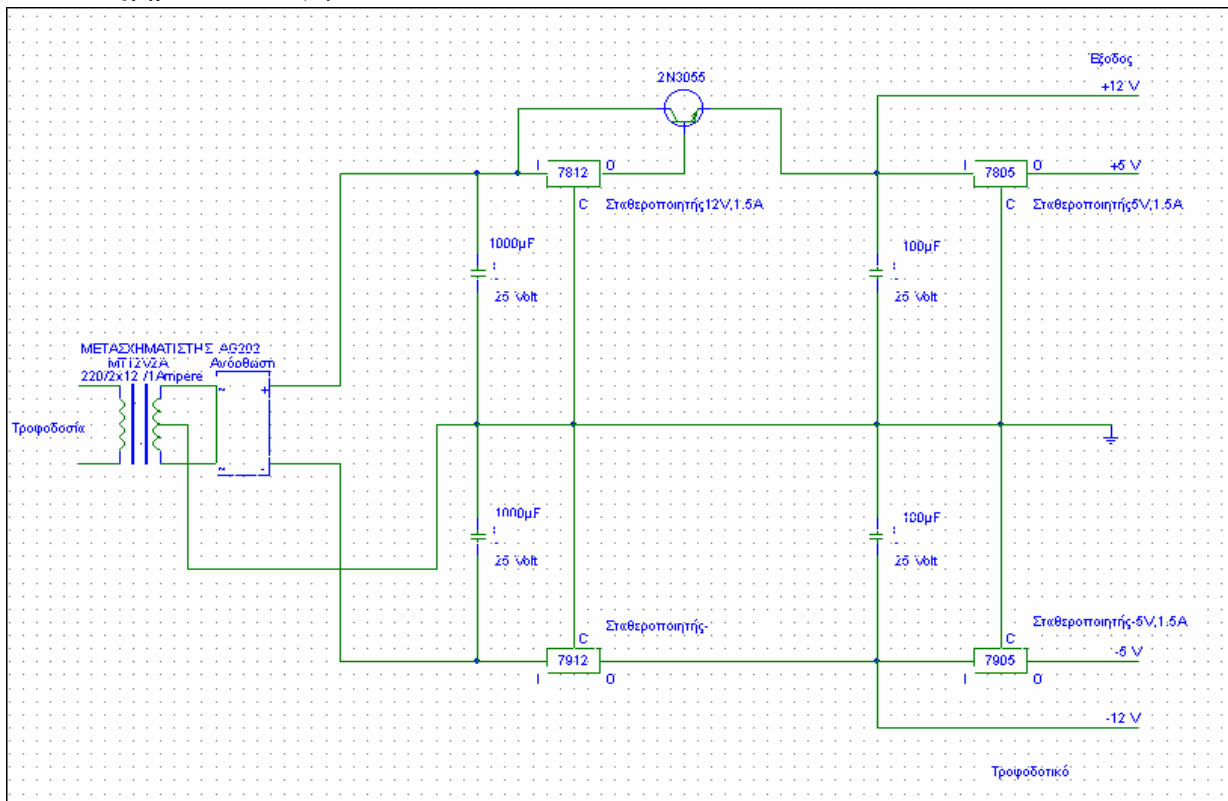 Έξοδος
+12 V
2N3055
I
7812
O
C
Σταθεροποιητής12V,1.5A
I
7805
O
+5 V
C
Σταθεροποιητής5V,1.5A
1000μF
25 Volt
100μF
25 Volt
ΜΕΤΑΣΧΗΜΑΤΙΣΤΗΣ AG202
MT12V2A Ανόρθωση
220/2x12 /1Ampere
~
+
Τροφοδοσία
~
-
1000μF
25 Volt
100μF
25 Volt
Σταθεροποιητής-
C
7912
I
O
Σταθεροποιητής-5V,1.5A
C
7905
I
O
-5 V
-12 V
Τροφοδοτικό